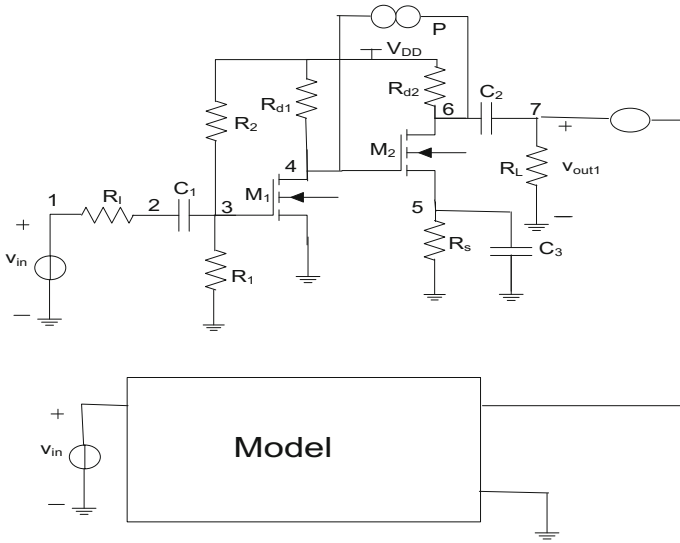 P
V_DD
R_d1
R_d2
C_2
6
7
+
R_2
M_2
4
R_L
v_out1
C_1
M_1
R_I
1
2
3
+
5
−
v_in
R_1
R_s
C_3
−
+
v_in
Model
−